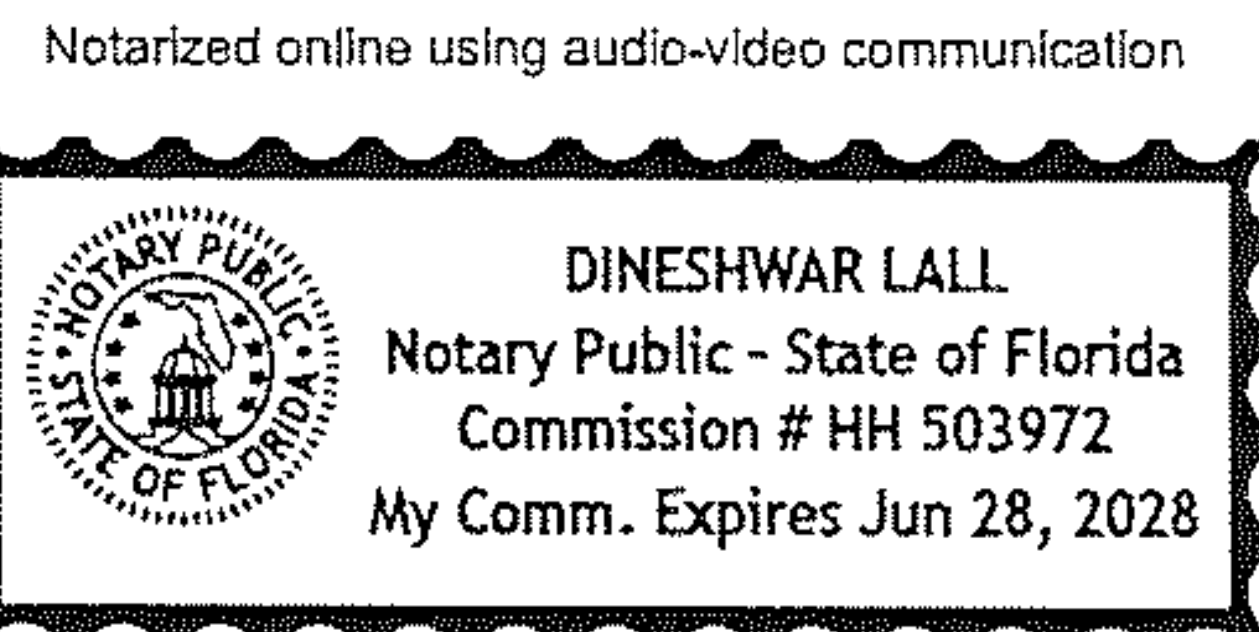 Notarized online using audio-video communication
NOTARY PUBLIC
STATE OF FLORIDA
DINESHWAR LALL
Notary Public - State of Florida
Commission # HH 503972
My Comm. Expires Jun 28, 2028